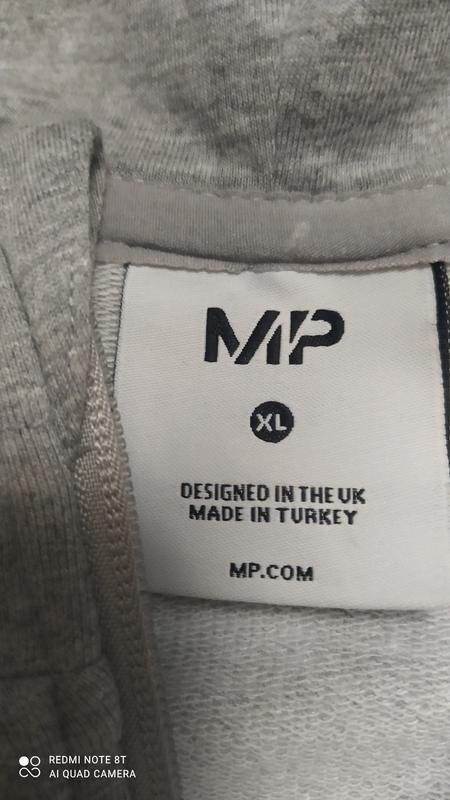 MP
XL
DESIGNED IN THE UK
MADE IN TURKEY
MP.COM
REDMI NOTE 8T
AI QUAD CAMERA